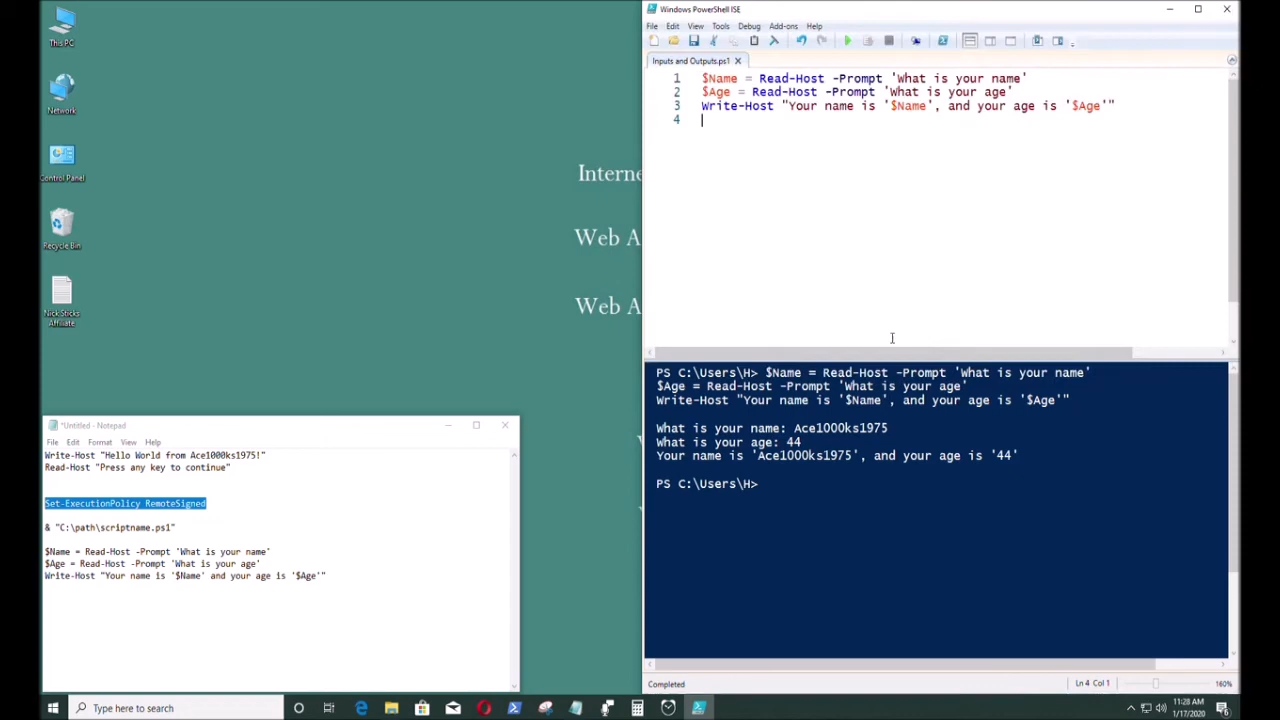 This PC
Network
Control Panel
Recycle Bin
Nick Sticks
Affiliate
Interne
Web A
Web A
Windows PowerShell ISE
File Edit View Tools Debug Add-ons Help
Inputs and Outputs.ps1
1 $Name = Read-Host -Prompt 'What is your name'
2 $Age = Read-Host -Prompt 'What is your age'
3 Write-Host "Your name is '$Name', and your age is '$Age'"
4
PS C:\Users\H> $Name = Read-Host -Prompt 'What is your name'
$Age = Read-Host -Prompt 'What is your age'
Write-Host "Your name is '$Name', and your age is '$Age'"
What is your name: Ace1000ks1975
What is your age: 44
Your name is 'Ace1000ks1975', and your age is '44'
PS C:\Users\H>
Completed
Ln 4 Col 1
160%
*Untitled - Notepad
File Edit Format View Help
Write-Host "Hello World from Ace1000ks1975!"
Read-Host "Press any key to continue"
Set-ExecutionPolicy RemoteSigned
& "C:\path\scriptname.ps1"
$Name = Read-Host -Prompt 'What is your name'
$Age = Read-Host -Prompt 'What is your age'
Write-Host "Your name is '$Name' and your age is '$Age'"
Type here to search
11:28 AM
1/17/2020